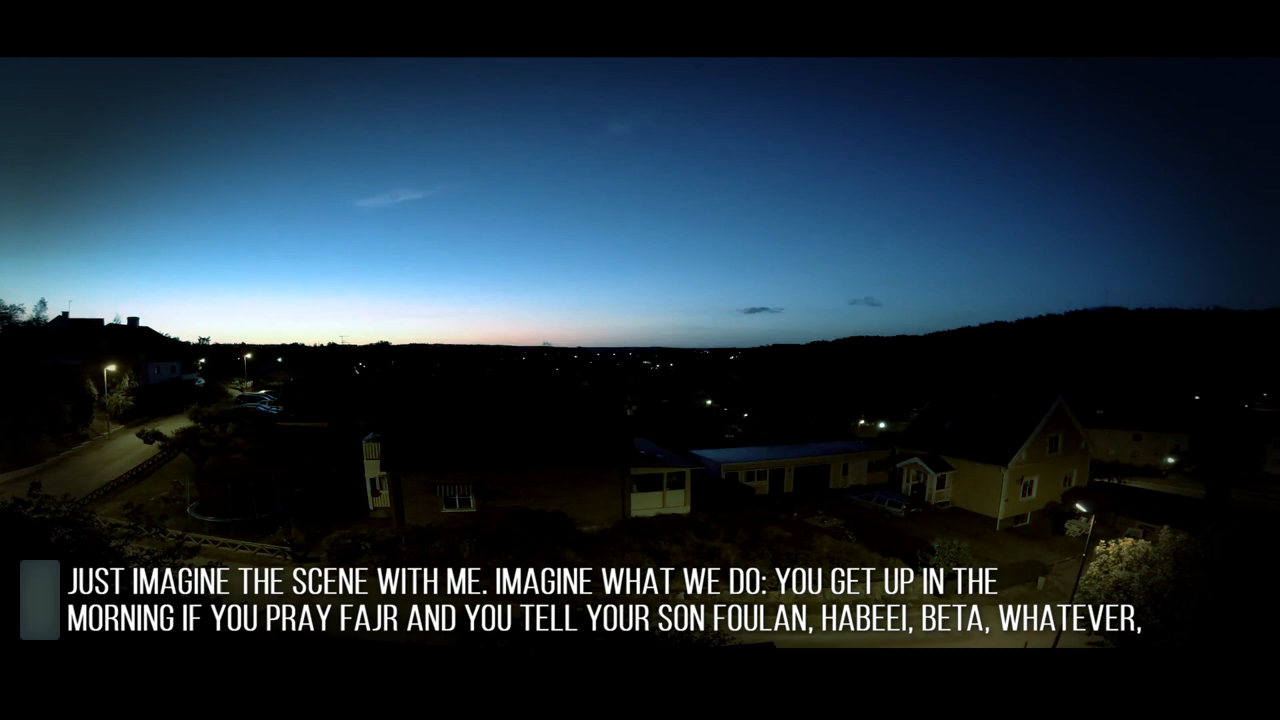 JUST IMAGINE THE SCENE WITH ME. IMAGINE WHAT WE DO: YOU GET UP IN THE
MORNING IF YOU PRAY FAJR AND YOU TELL YOUR SON FOULAN, HABEEI, BETA, WHATEVER,